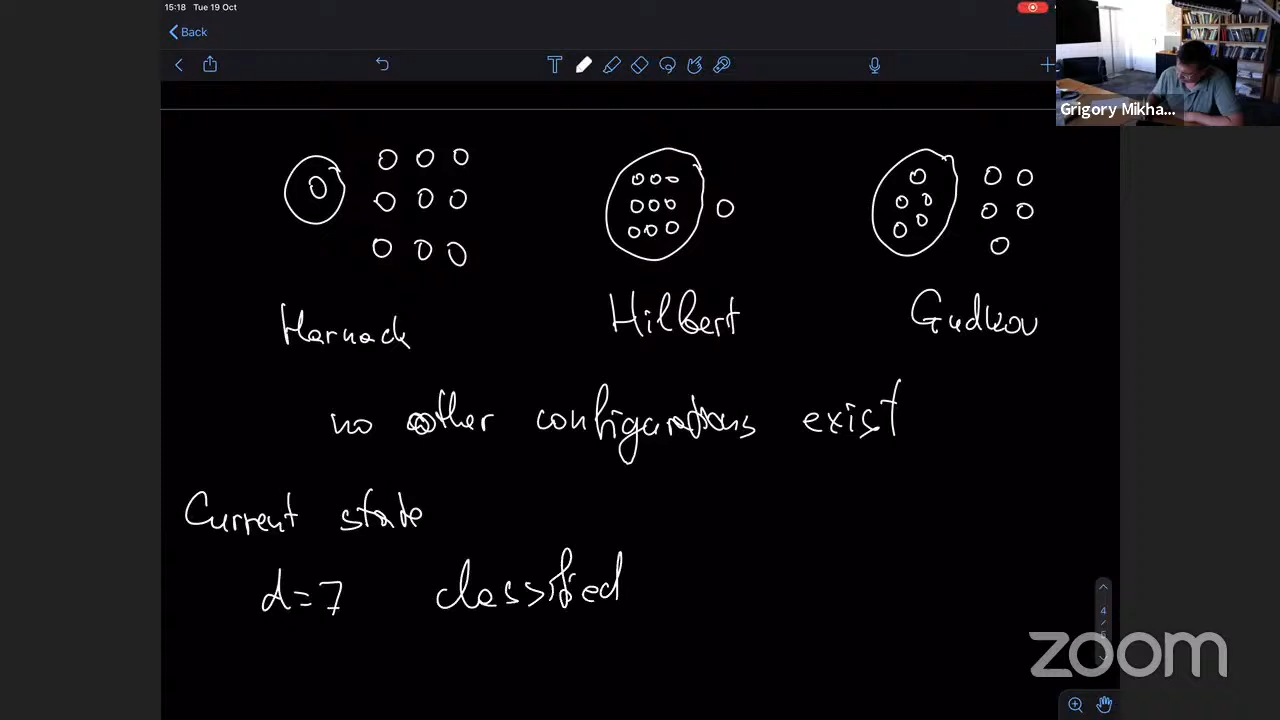 15:18 Tue 19 Oct
Back
Grigory Mikha...
Harnack
Hilbert
Gudkov
no other configurations exist
Current state
d=7 classified
4
zoom